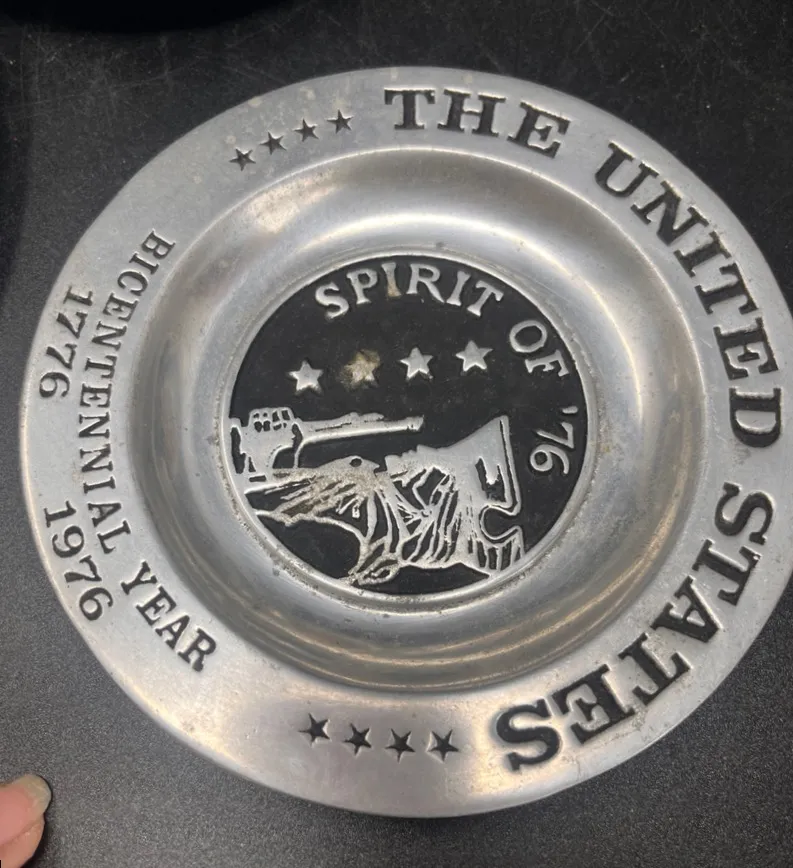 THE UNITED STATES
BICENTENNIAL YEAR
1776 1976
SPIRIT OF '76